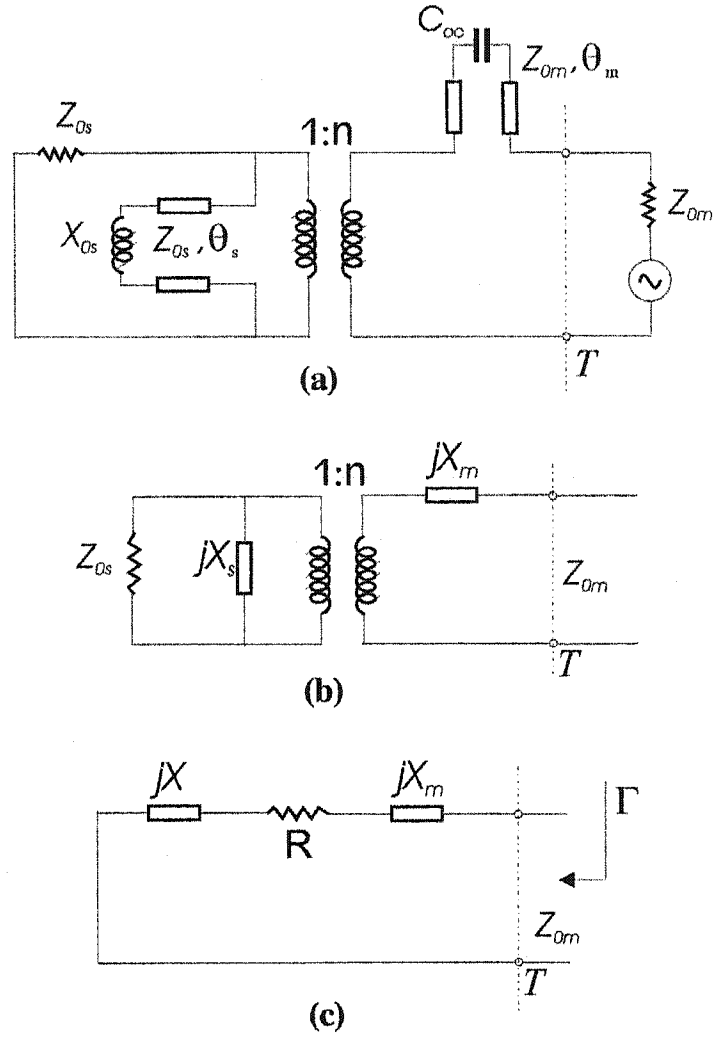 C_oc
Z_0m, θ_m
Z_0s
1:n
X_0s
Z_0s, θ_s
Z_0m
T
(a)
1:n
jX_m
Z_0s
jX_s
Z_0m
T
(b)
jX
jX_m
R
Γ
Z_0m
T
(c)